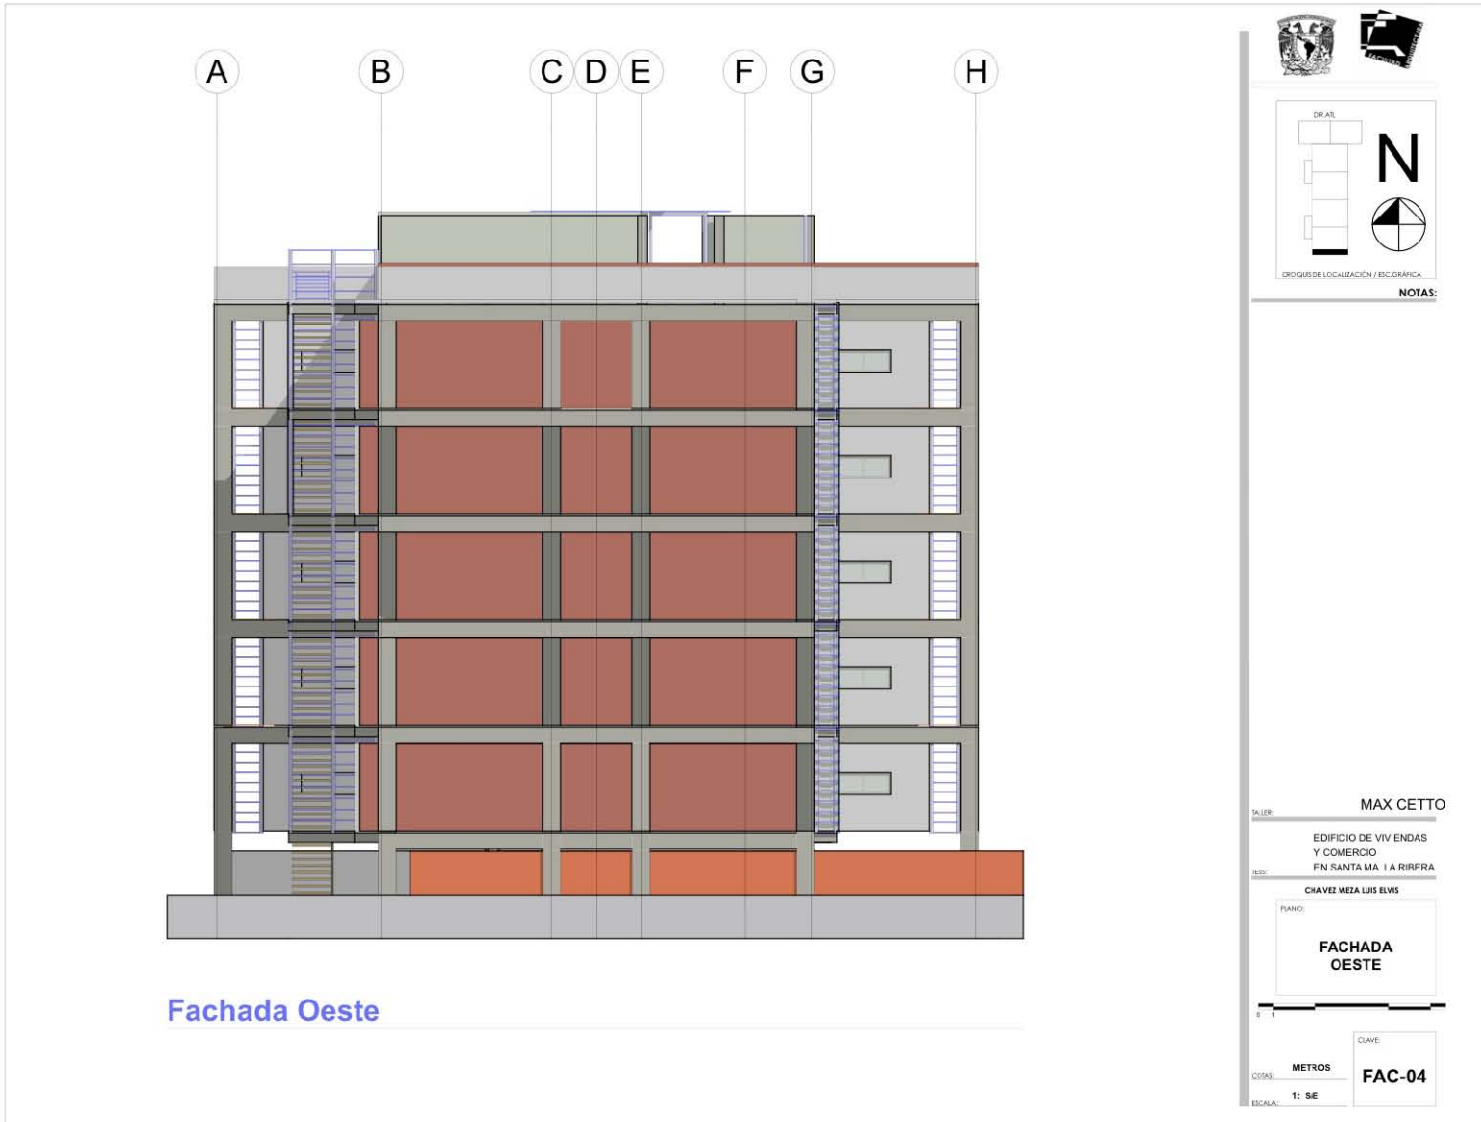 A B C D E F G H
DR.ATL
N
CROQUIS DE LOCALIZACIÓN / ESC.GRÁFICA
NOTAS:
TALLER:
MAX CETTO
EDIFICIO DE VIVIENDAS
Y COMERCIO
EN SANTA MA. LA RIBERA
TESIS:
CHAVEZ MEZA LUIS ELVIS
PLANO:
FACHADA
OESTE
0 1
CLAVE:
COTAS:
METROS
FAC-04
ESCALA:
1: S/E
Fachada Oeste